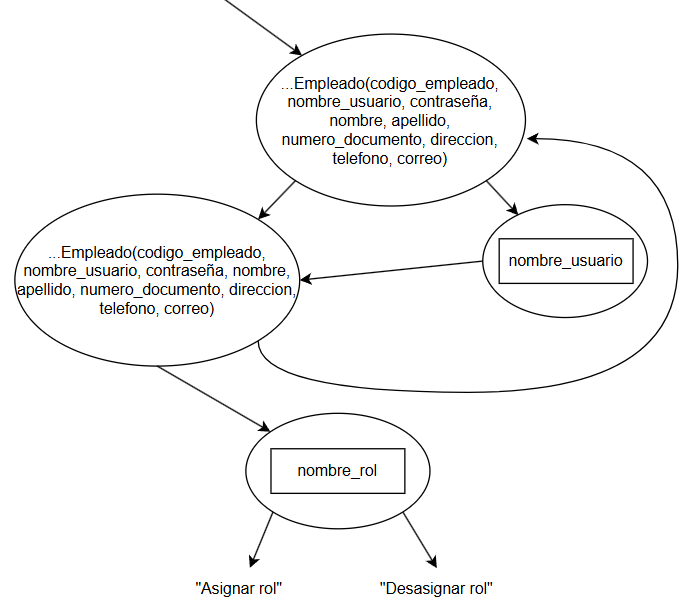 ...Empleado(codigo_empleado,
nombre_usuario, contraseña,
nombre, apellido,
numero_documento, direccion,
telefono, correo)
...Empleado(codigo_empleado,
nombre_usuario, contraseña, nombre,
apellido, numero_documento, direccion,
telefono, correo)
nombre_usuario
nombre_rol
"Asignar rol"
"Desasignar rol"